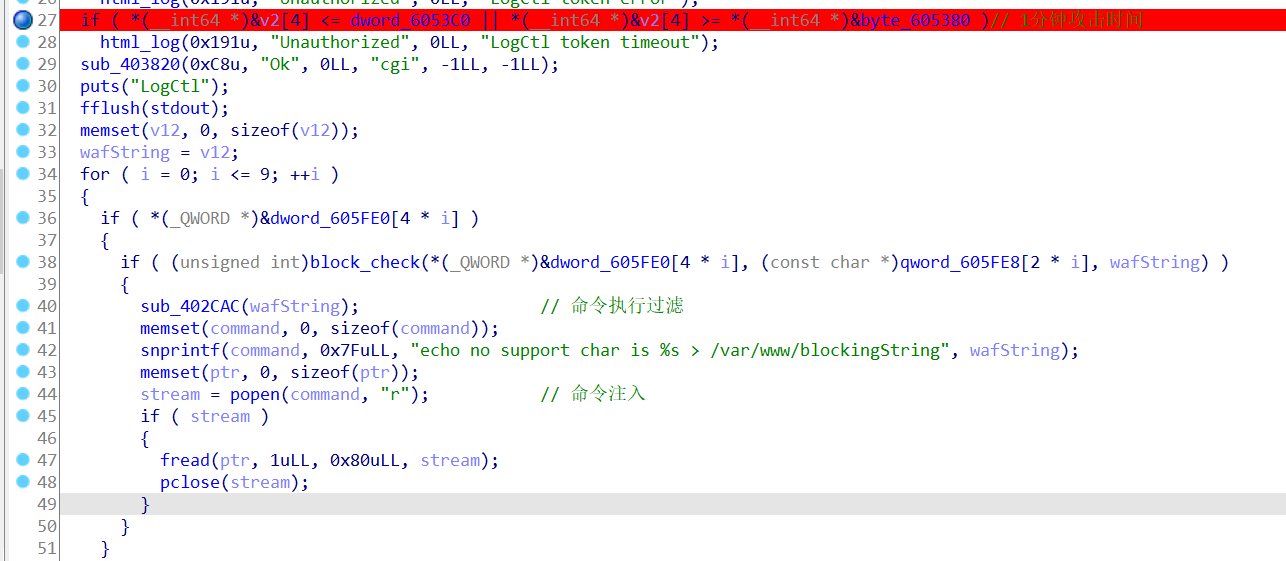 html_log(0x191u, "Unauthorized", 0LL, "LogCtl token error");
27 if ( *(__int64 *)&v2[4] <= dword_6053C0 || *(__int64 *)&v2[4] >= *(__int64 *)&byte_605380 )// 1分钟攻击时间
28 html_log(0x191u, "Unauthorized", 0LL, "LogCtl token timeout");
29 sub_403820(0xC8u, "Ok", 0LL, "cgi", -1LL, -1LL);
30 puts("LogCtl");
31 fflush(stdout);
32 memset(v12, 0, sizeof(v12));
33 wafString = v12;
34 for ( i = 0; i <= 9; ++i )
35 {
36 if ( *(_QWORD *)&dword_605FE0[4 * i] )
37 {
38 if ( (unsigned int)block_check(*(_QWORD *)&dword_605FE0[4 * i], (const char *)qword_605FE8[2 * i], wafString) )
39 {
40 sub_402CAC(wafString); // 命令执行过滤
41 memset(command, 0, sizeof(command));
42 snprintf(command, 0x7FuLL, "echo no support char is %s > /var/www/blockingString", wafString);
43 memset(ptr, 0, sizeof(ptr));
44 stream = popen(command, "r"); // 命令注入
45 if ( stream )
46 {
47 fread(ptr, 1uLL, 0x80uLL, stream);
48 pclose(stream);
49 }
50 }
51 }